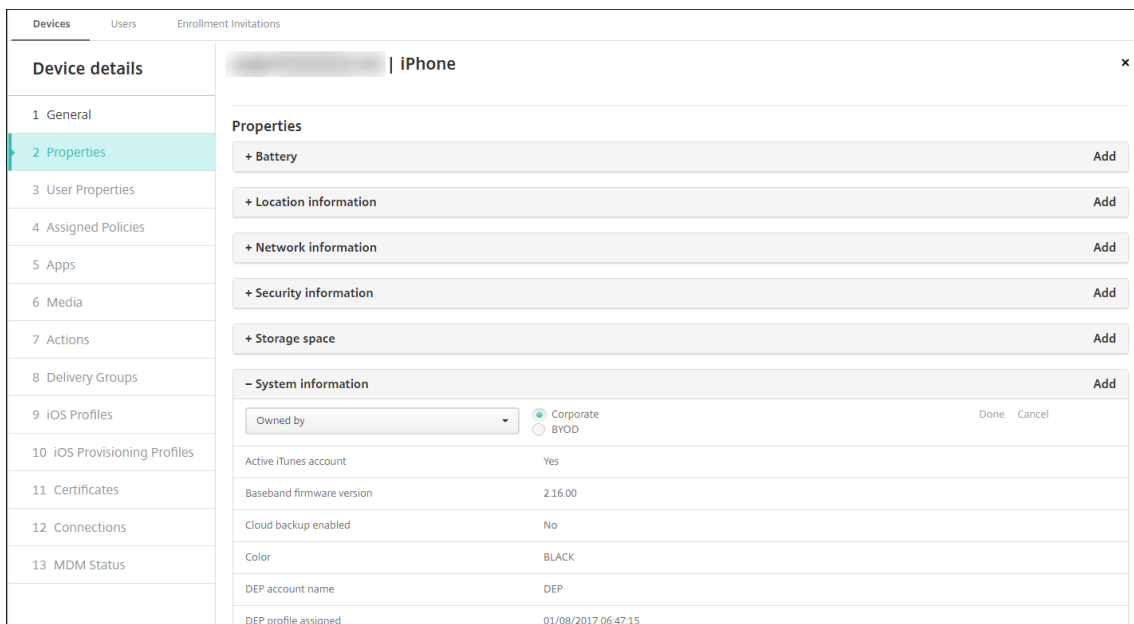 Devices Users Enrollment Invitations
Device details
| iPhone
×
1 General
2 Properties
3 User Properties
4 Assigned Policies
5 Apps
6 Media
7 Actions
8 Delivery Groups
9 iOS Profiles
10 iOS Provisioning Profiles
11 Certificates
12 Connections
13 MDM Status
Properties
+ Battery Add
+ Location information Add
+ Network information Add
+ Security information Add
+ Storage space Add
− System information Add
Owned by Corporate Done Cancel
BYOD
Active iTunes account Yes
Baseband firmware version 2.16.00
Cloud backup enabled No
Color BLACK
DEP account name DEP
DEP profile assigned 01/08/2017 06:47:15